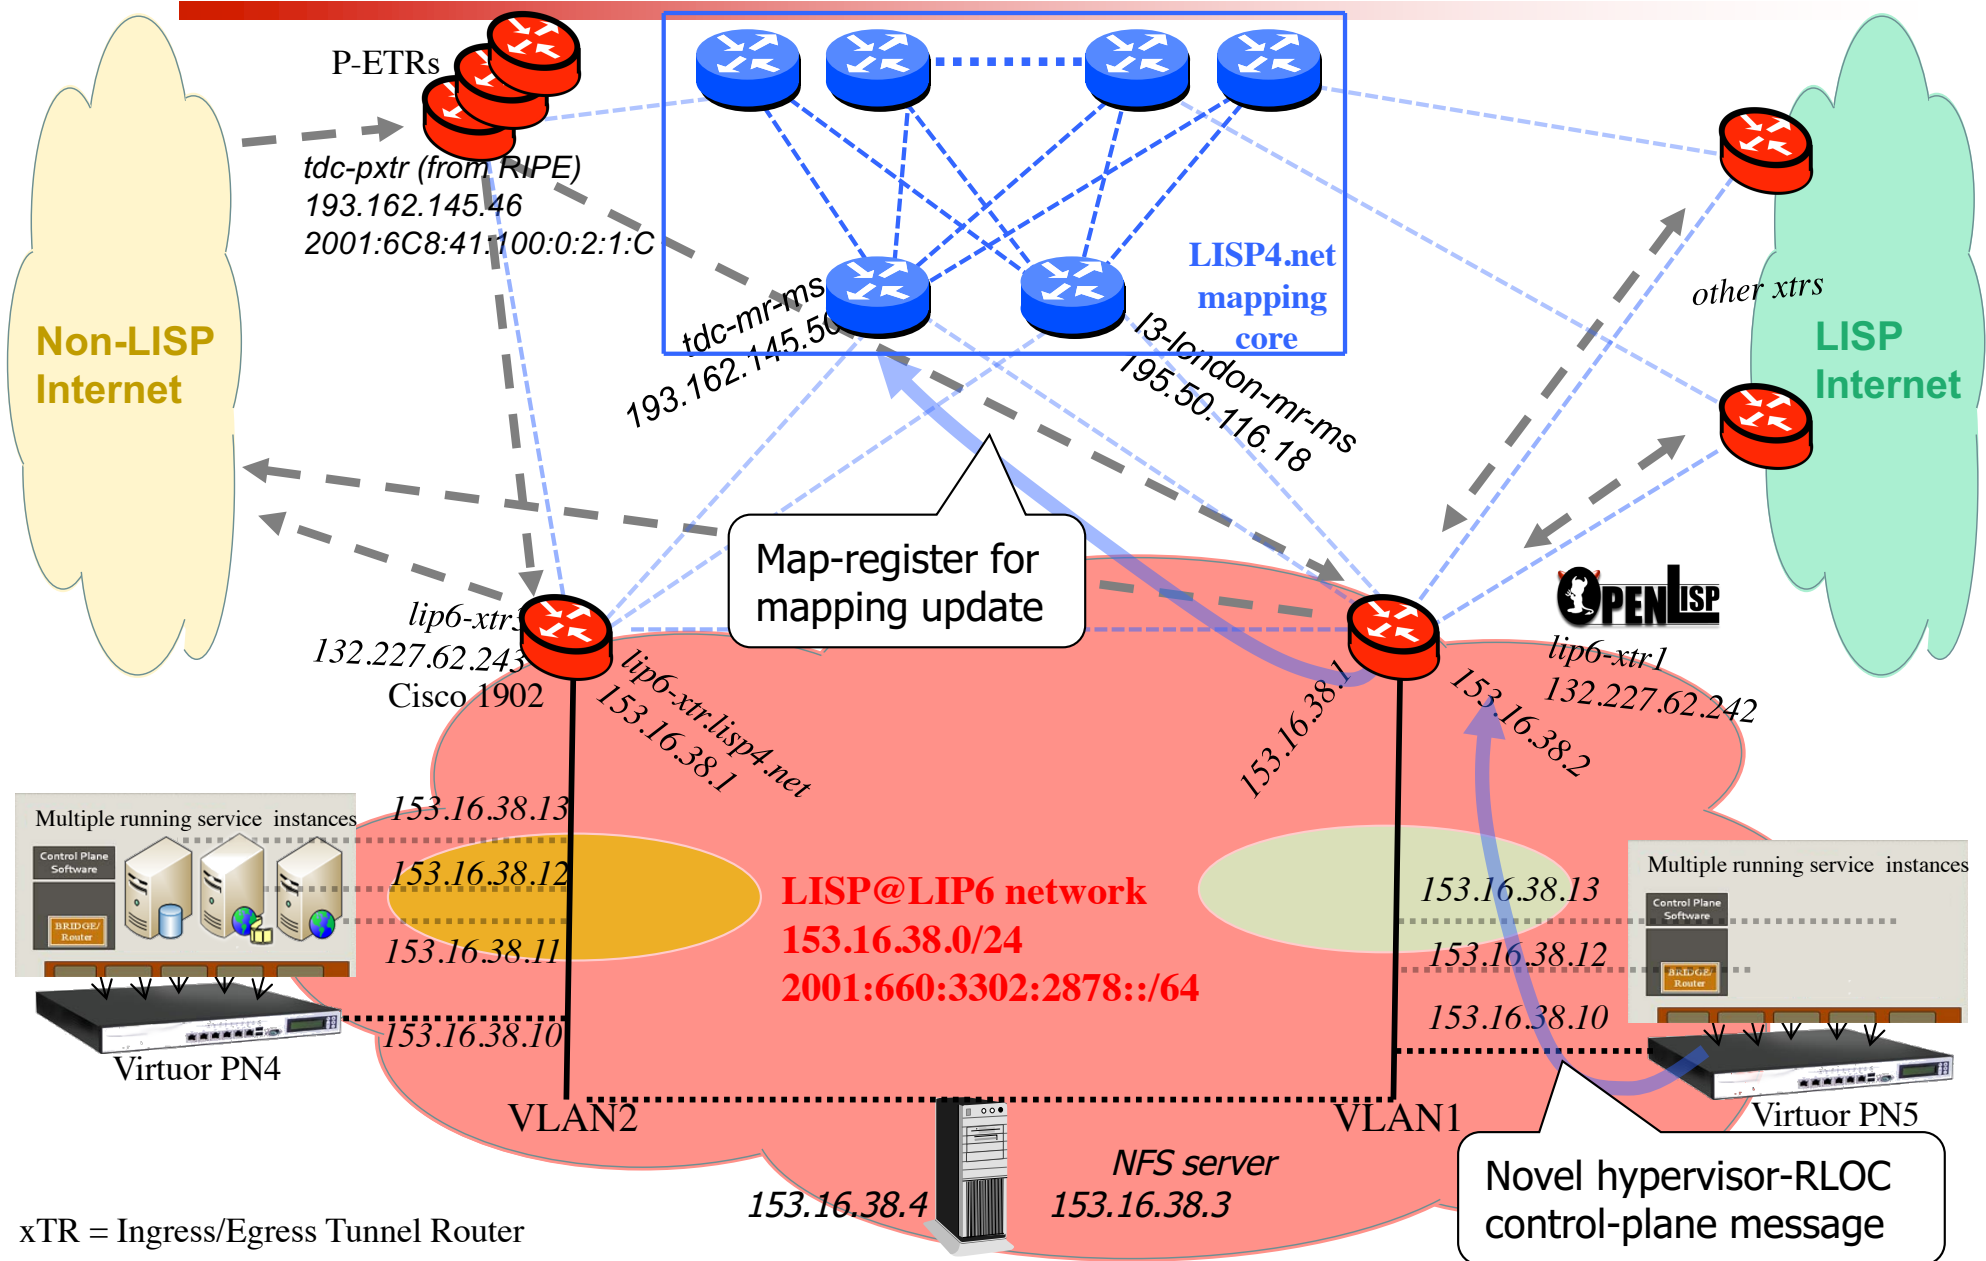 P-ETRs
tdc-pxtr (from RIPE)
193.162.145.46
2001:6C8:41:100:0:2:1:C
LISP4.net
mapping
core
tdc-mr-ms
193.162.145.50
l3-london-mr-ms
195.50.116.18
other xtrs
Non-LISP
Internet
LISP
Internet
Map-register for
mapping update
OPENLISP
lip6-xtr1
132.227.62.242
lip6-xtr3
132.227.62.243
Cisco 1902
lip6-xtr.lisp4.net
153.16.38.1
153.16.38.1
153.16.38.2
Multiple running service instances
Control Plane
Software
BRIDGE/
Router
153.16.38.13
153.16.38.12
153.16.38.11
153.16.38.10
Virtuor PN4
LISP@LIP6 network
153.16.38.0/24
2001:660:3302:2878::/64
153.16.38.13
153.16.38.12
153.16.38.10
Multiple running service instances
Control Plane
Software
BRIDGE/
Router
Virtuor PN5
VLAN2
VLAN1
NFS server
153.16.38.4
153.16.38.3
Novel hypervisor-RLOC
control-plane message
xTR = Ingress/Egress Tunnel Router